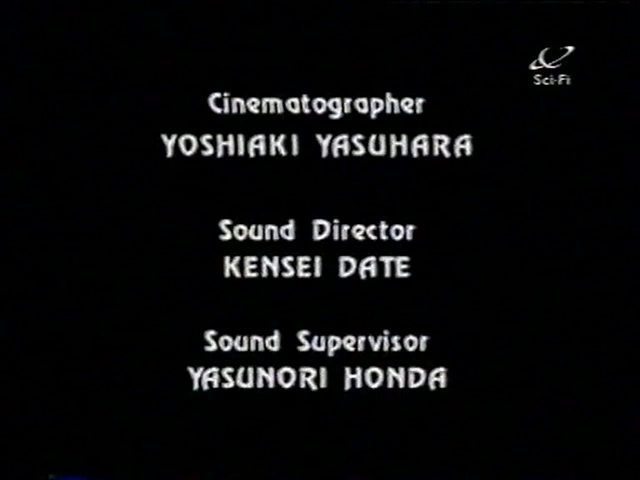 Sci-Fi
Cinematographer
YOSHIAKI YASUHARA
Sound Director
KENSEI DATE
Sound Supervisor
YASUNORI HONDA